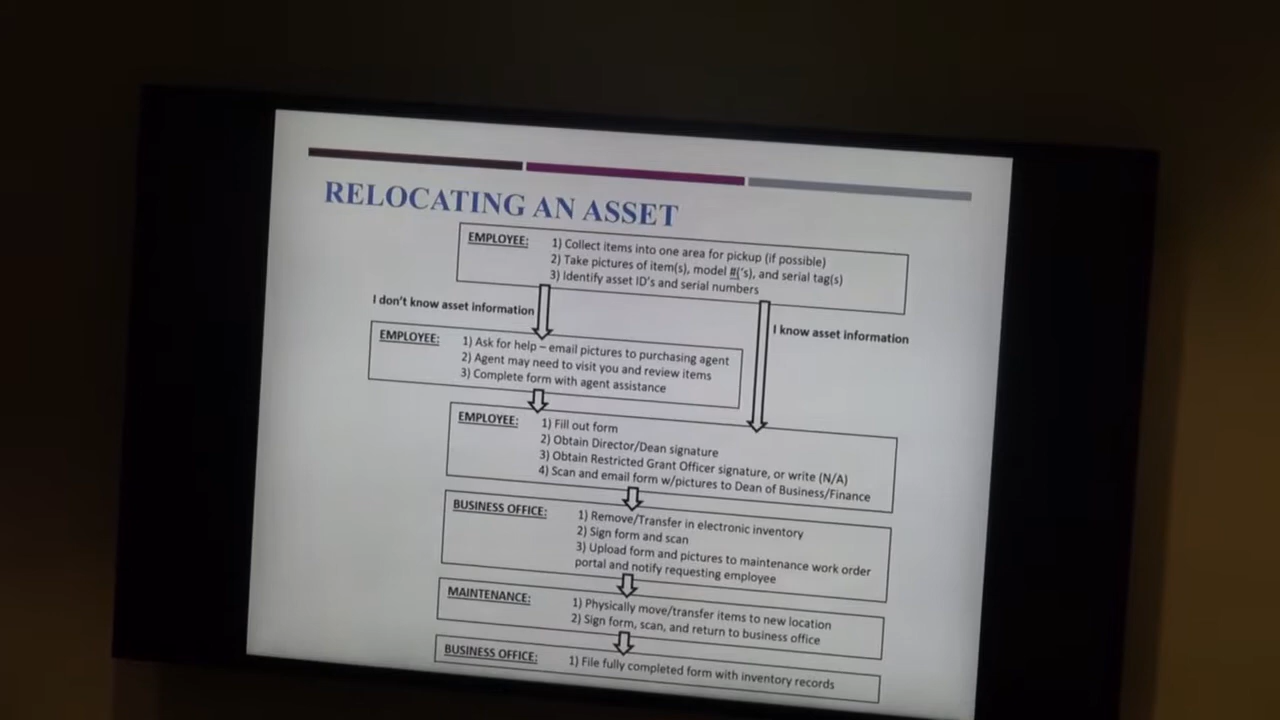 RELOCATING AN ASSET
EMPLOYEE:
1) Collect items into one area for pickup (if possible)
2) Take pictures of item(s), model #('s), and serial tag(s)
3) Identify asset ID's and serial numbers
I don't know asset information
I know asset information
EMPLOYEE:
1) Ask for help – email pictures to purchasing agent
2) Agent may need to visit you and review items
3) Complete form with agent assistance
EMPLOYEE:
1) Fill out form
2) Obtain Director/Dean signature
3) Obtain Restricted Grant Officer signature, or write (N/A)
4) Scan and email form w/pictures to Dean of Business/Finance
BUSINESS OFFICE:
1) Remove/Transfer in electronic inventory
2) Sign form and scan
3) Upload form and pictures to maintenance work order
portal and notify requesting employee
MAINTENANCE:
1) Physically move/transfer items to new location
2) Sign form, scan, and return to business office
BUSINESS OFFICE:
1) File fully completed form with inventory records